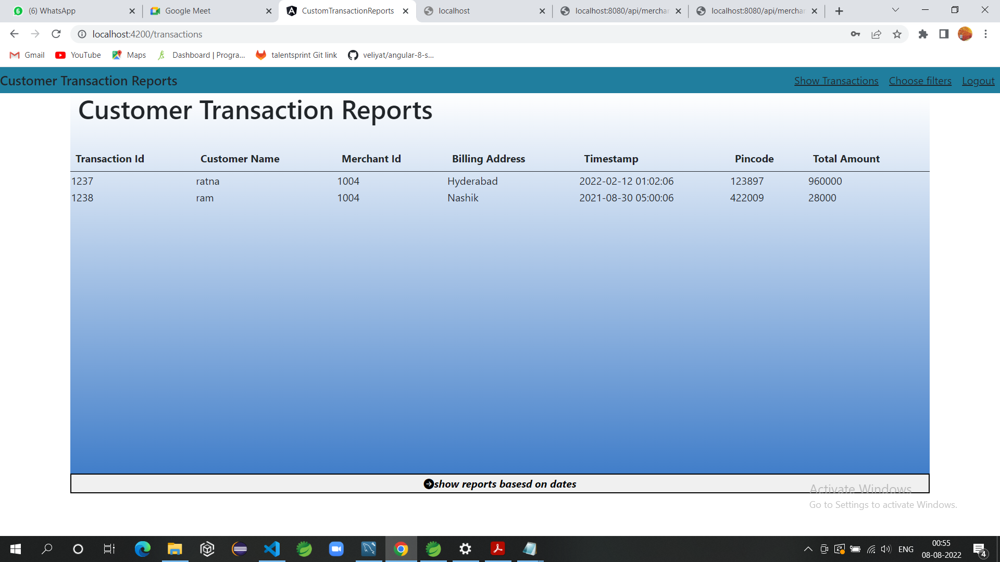 (6) WhatsApp
Google Meet
CustomTransactionReports
localhost
localhost:8080/api/merchar
localhost:8080/api/merchar
localhost:4200/transactions
Gmail
YouTube
Maps
Dashboard | Progra...
talentsprint Git link
veliyat/angular-8-s...
Customer Transaction Reports
Show Transactions
Choose filters
Logout
Customer Transaction Reports
Transaction Id Customer Name Merchant Id Billing Address Timestamp Pincode Total Amount
1237 ratna 1004 Hyderabad 2022-02-12 01:02:06 123897 960000
1238 ram 1004 Nashik 2021-08-30 05:00:06 422009 28000
show reports basesd on dates
Activate Windows
Go to Settings to activate Windows.
ENG
00:55
08-08-2022
4